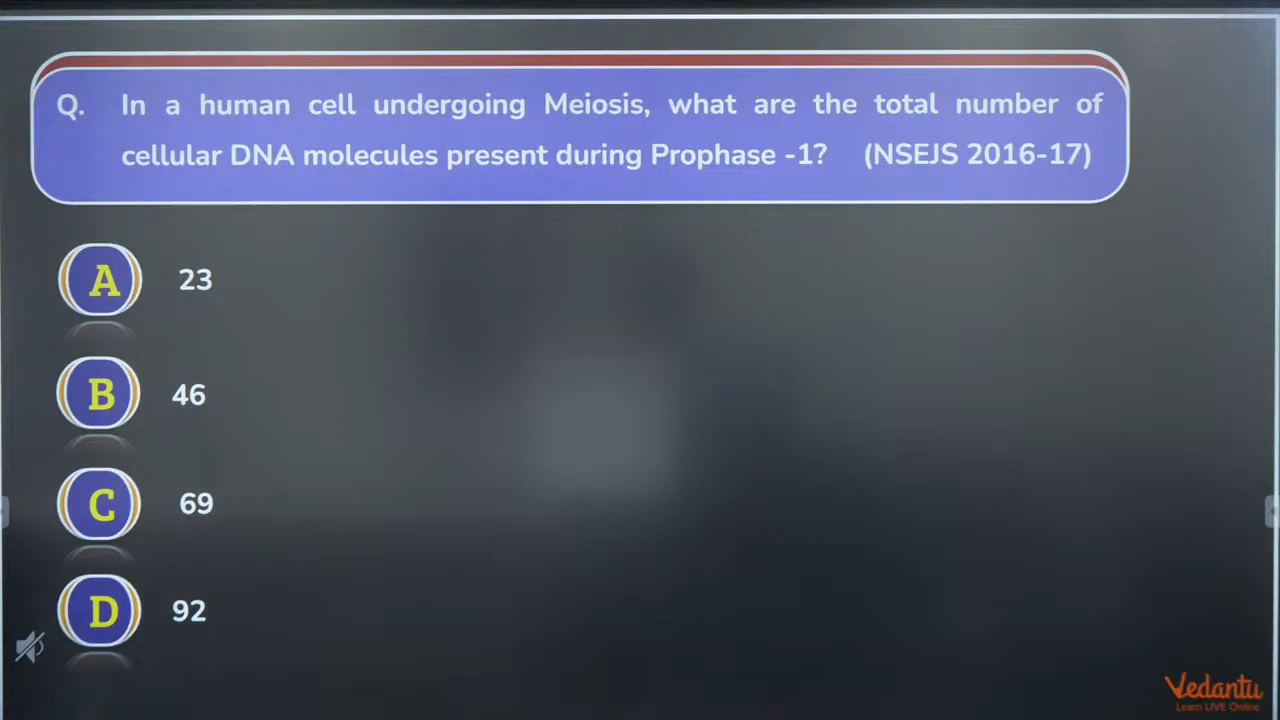 Q. In a human cell undergoing Meiosis, what are the total number of
cellular DNA molecules present during Prophase -1? (NSEJS 2016-17)
A 23
B 46
C 69
D 92
Vedantu
Learn LIVE Online